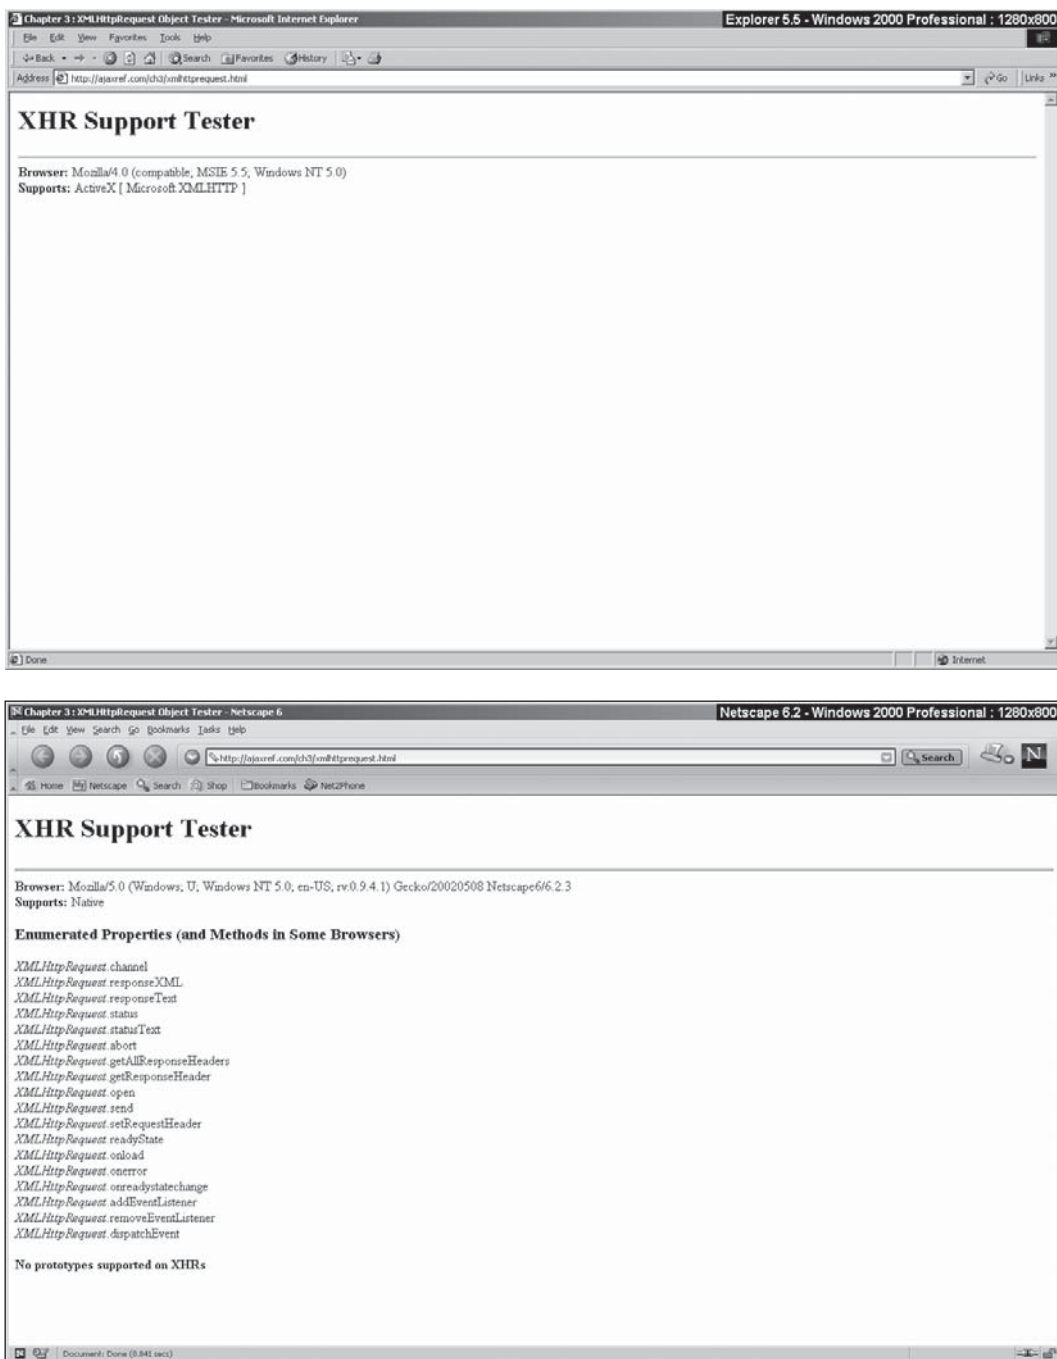 Chapter 3 : XMLHttpRequest Object Tester - Microsoft Internet Explorer
Explorer 5.5 - Windows 2000 Professional : 1280x800
File Edit View Favorites Tools Help
Back Search Favorites History
Address http://ajaxref.com/ch3/xmlhttprequest.html Go Links »
XHR Support Tester
Browser: Mozilla/4.0 (compatible; MSIE 5.5; Windows NT 5.0)
Supports: ActiveX [ Microsoft.XMLHTTP ]
Done Internet
Chapter 3 : XMLHttpRequest Object Tester - Netscape 6
Netscape 6.2 - Windows 2000 Professional : 1280x800
File Edit View Search Go Bookmarks Tasks Help
http://ajaxref.com/ch3/xmlhttprequest.html Search N
Home Netscape Search Shop Bookmarks Net2Phone
XHR Support Tester
Browser: Mozilla/5.0 (Windows; U; Windows NT 5.0; en-US; rv:0.9.4.1) Gecko/20020508 Netscape6/6.2.3
Supports: Native
Enumerated Properties (and Methods in Some Browsers)
XMLHttpRequest.channel
XMLHttpRequest.responseXML
XMLHttpRequest.responseText
XMLHttpRequest.status
XMLHttpRequest.statusText
XMLHttpRequest.abort
XMLHttpRequest.getAllResponseHeaders
XMLHttpRequest.getResponseHeader
XMLHttpRequest.open
XMLHttpRequest.send
XMLHttpRequest.setRequestHeader
XMLHttpRequest.readyState
XMLHttpRequest.onload
XMLHttpRequest.onerror
XMLHttpRequest.onreadystatechange
XMLHttpRequest.addEventListener
XMLHttpRequest.removeEventListener
XMLHttpRequest.dispatchEvent
No prototypes supported on XHRs
Document: Done (0.841 secs)